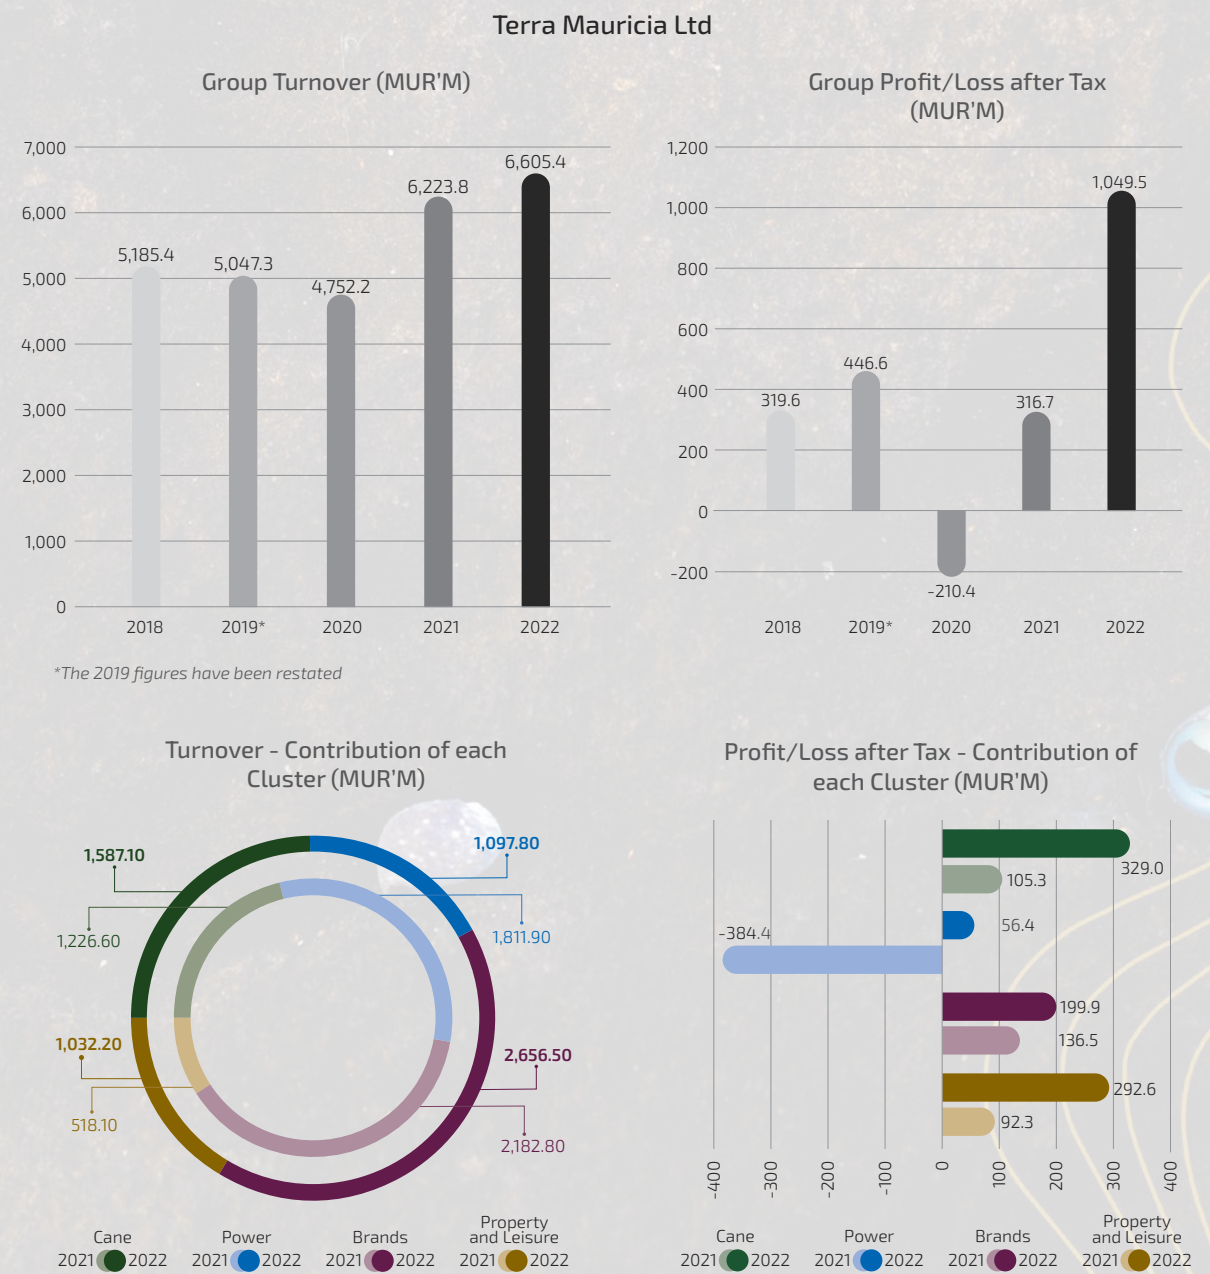 Terra Mauricia Ltd
Group Turnover (MUR'M)
7,000
6,000
5,000
4,000
3,000
2,000
1,000
0
5,185.4
5,047.3
4,752.2
6,223.8
6,605.4
2018 2019* 2020 2021 2022
*The 2019 figures have been restated
Group Profit/Loss after Tax
(MUR'M)
1,200
1,000
800
600
400
200
0
-200
319.6
446.6
-210.4
316.7
1,049.5
2018 2019* 2020 2021 2022
Turnover - Contribution of each
Cluster (MUR'M)
1,587.10
1,226.60
1,097.80
1,811.90
1,032.20
518.10
2,656.50
2,182.80
Cane
2021 2022
Power
2021 2022
Brands
2021 2022
Property
and Leisure
2021 2022
Profit/Loss after Tax - Contribution of
each Cluster (MUR'M)
329.0
105.3
56.4
-384.4
199.9
136.5
292.6
92.3
-400 -300 -200 -100 0 100 200 300 400
Cane
2021 2022
Power
2021 2022
Brands
2021 2022
Property
and Leisure
2021 2022